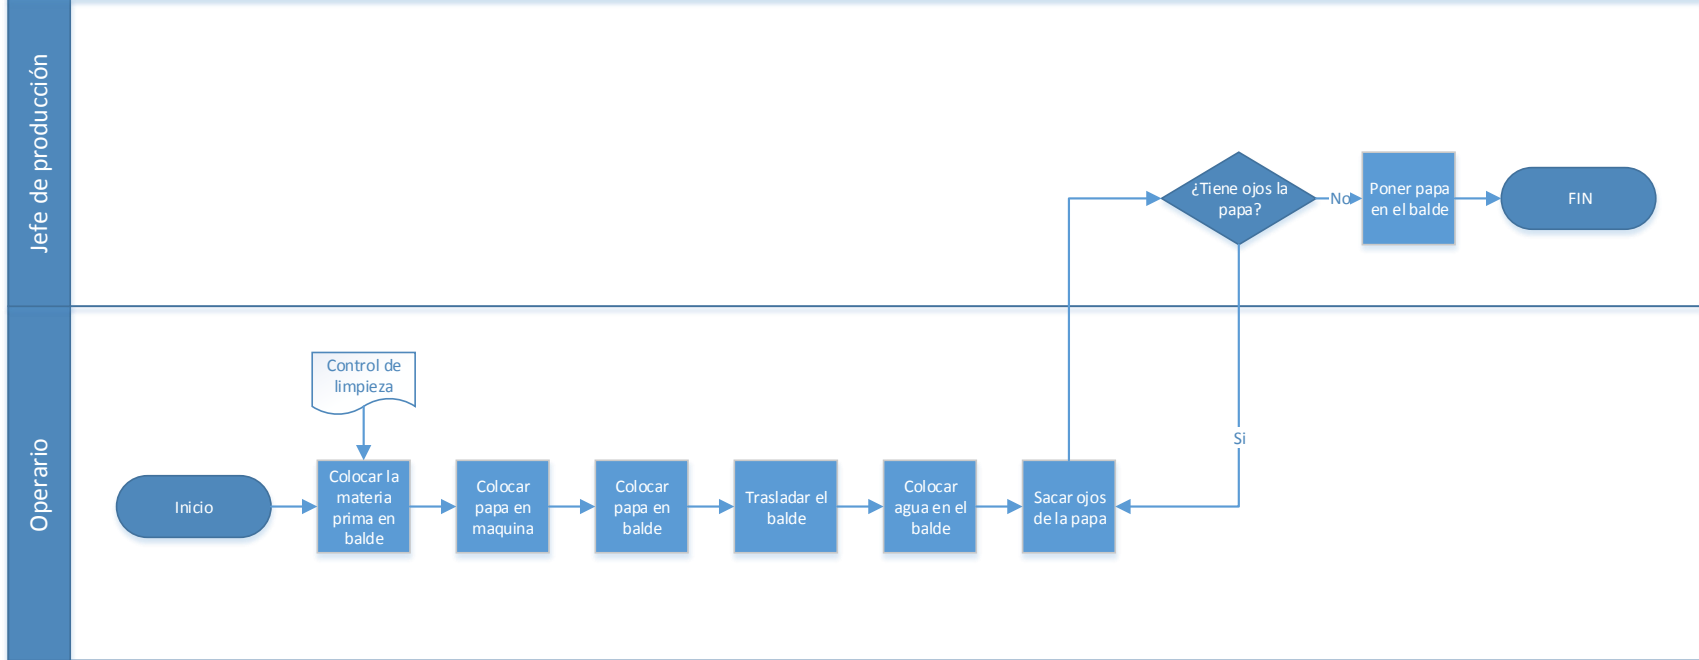 Jefe de producción
¿Tiene ojos la
papa?
No
Poner papa
en el balde
FIN
Operario
Control de
limpieza
Si
Inicio
Colocar la
materia
prima en
balde
Colocar
papa en
maquina
Colocar
papa en
balde
Trasladar el
balde
Colocar
agua en el
balde
Sacar ojos
de la papa